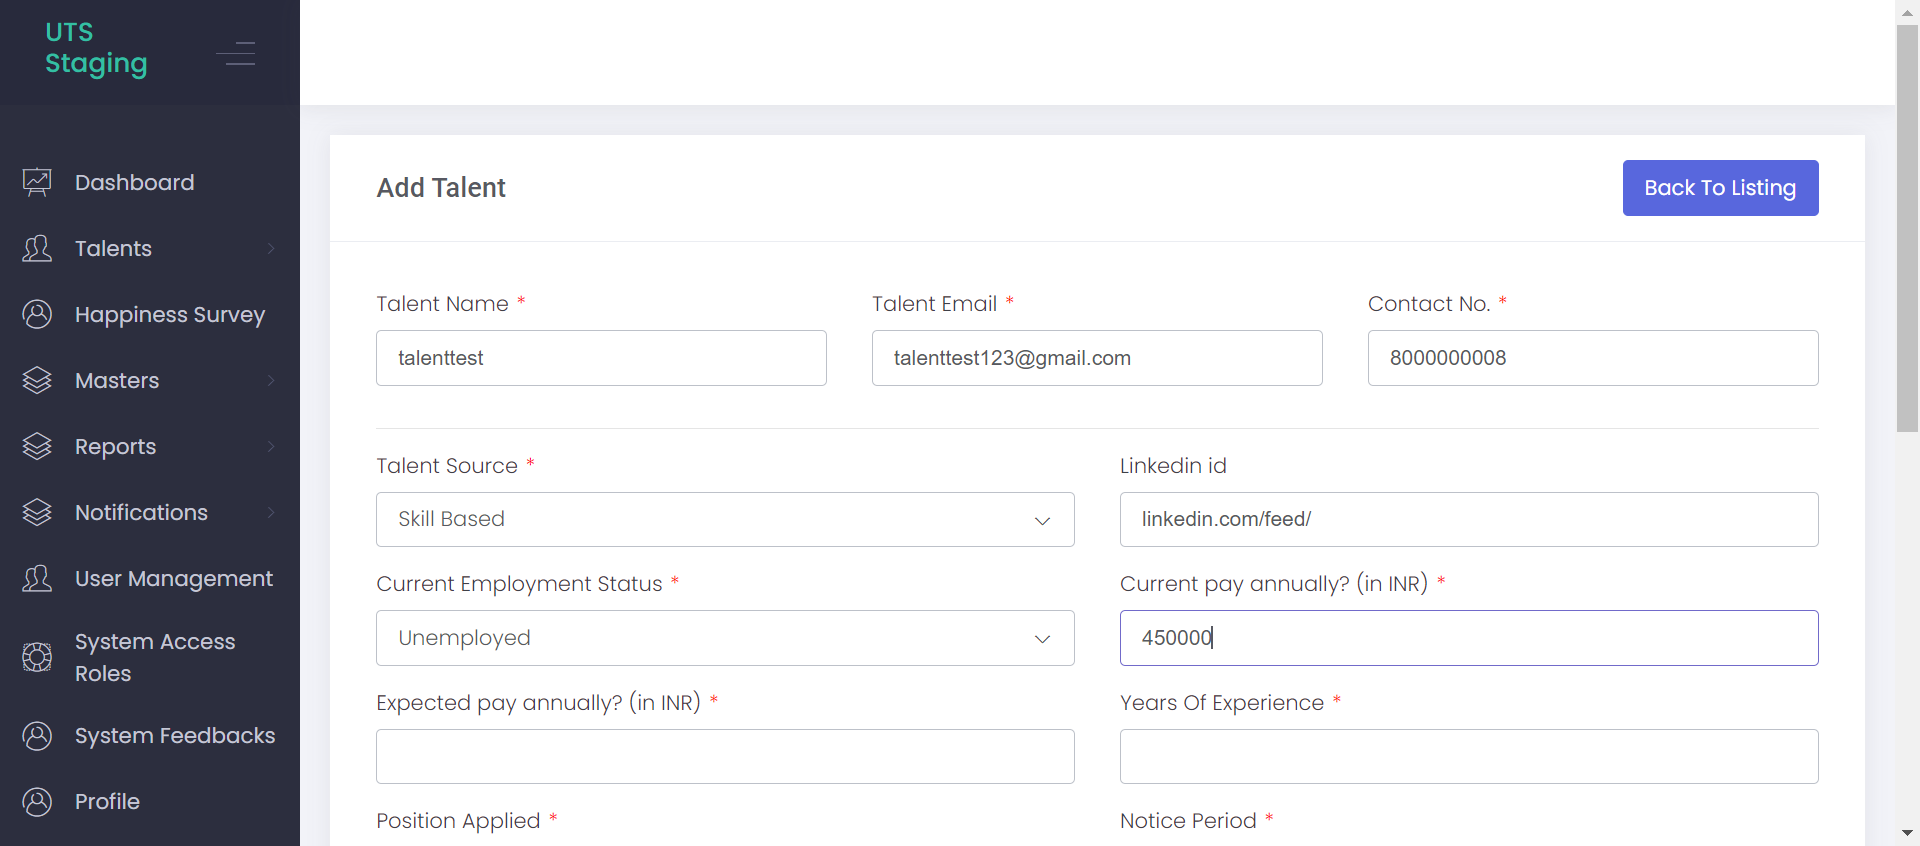 UTS
Staging
Dashboard
Talents
Happiness Survey
Masters
Reports
Notifications
User Management
System Access
Roles
System Feedbacks
Profile
Add Talent
Back To Listing
Talent Name *
Talent Email *
Contact No. *
talenttest
talenttest123@gmail.com
8000000008
Talent Source *
Linkedin id
Skill Based
linkedin.com/feed/
Current Employment Status *
Current pay annually? (in INR) *
Unemployed
450000
Expected pay annually? (in INR) *
Years Of Experience *
Position Applied *
Notice Period *